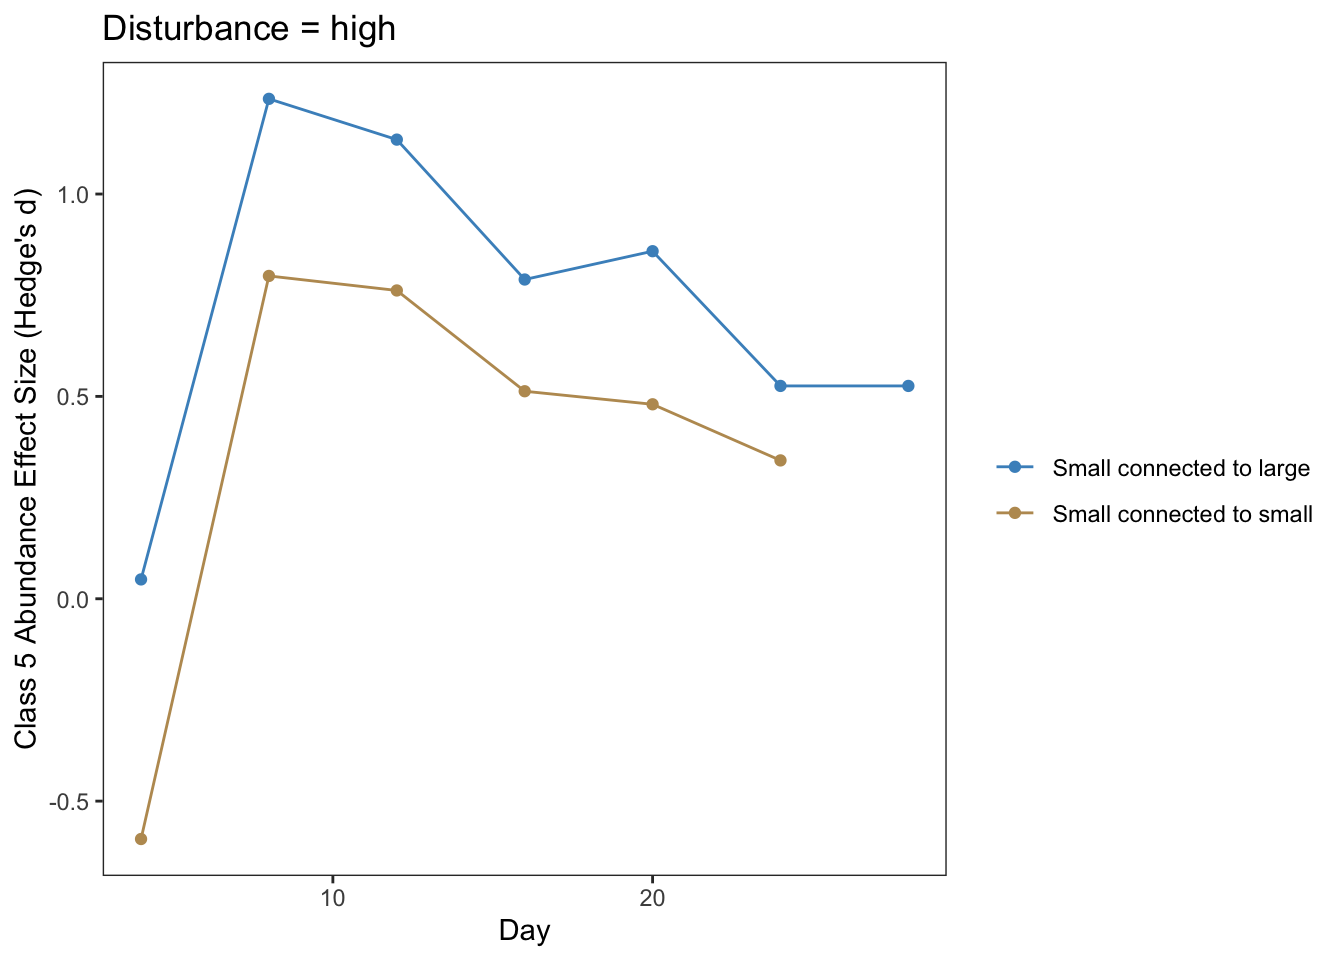 Disturbance = high
Class 5 Abundance Effect Size (Hedge's d)
1.0
0.5
0.0
-0.5
10
20
Day
Small connected to large
Small connected to small